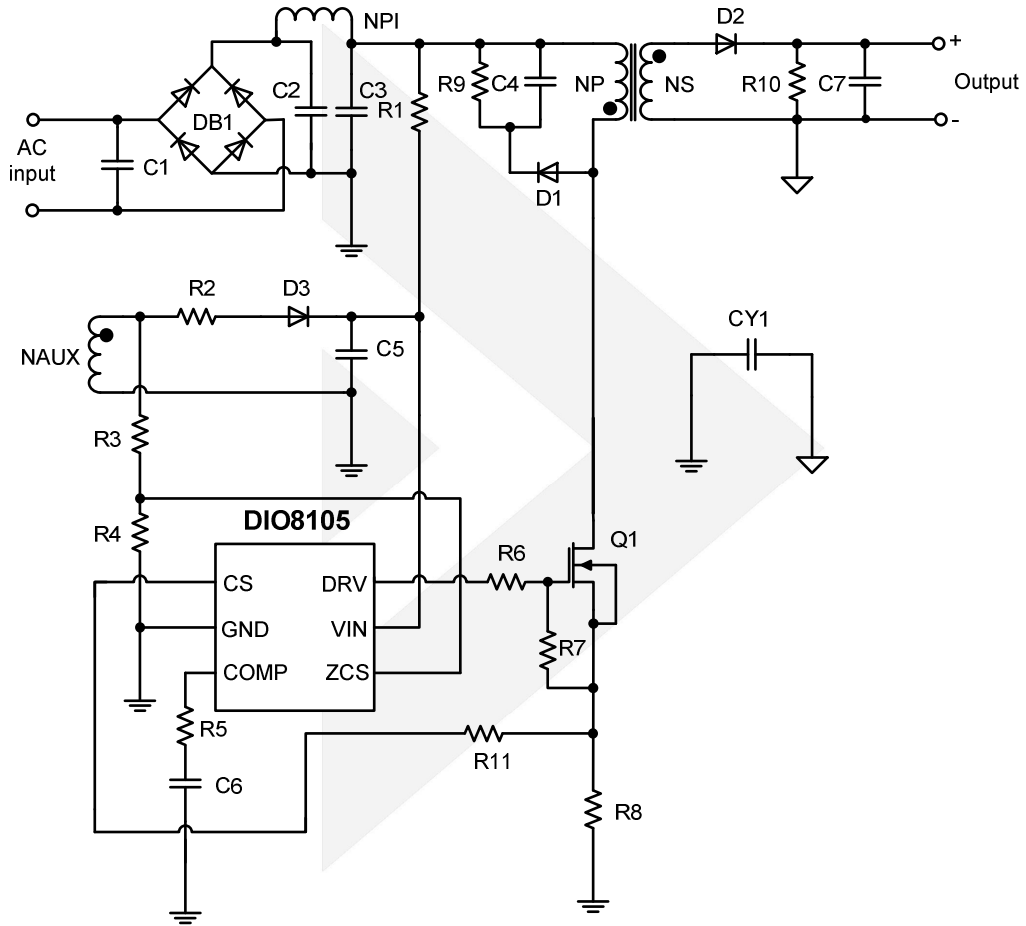 NPI
D2
+
C2
C3
R1
R9
C4
NP
NS
R10
C7
Output
DB1
AC
input
C1
D1
-
R2
D3
NAUX
C5
CY1
R3
R4
DIO8105
Q1
R6
CS
DRV
GND
VIN
R7
COMP
ZCS
R5
R11
C6
R8